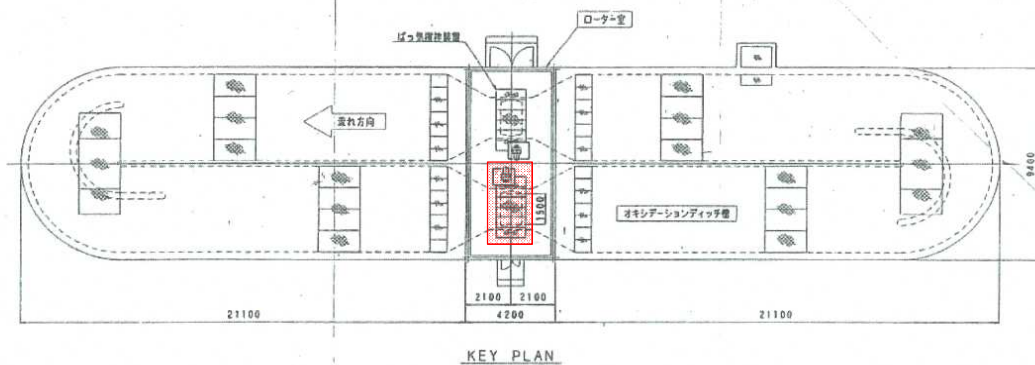 ローター室
ばっ気撹拌装置
流れ方向
9400
1500
オキシデーションディッチ槽
2100
2100
21100
4200
21100
KEY PLAN